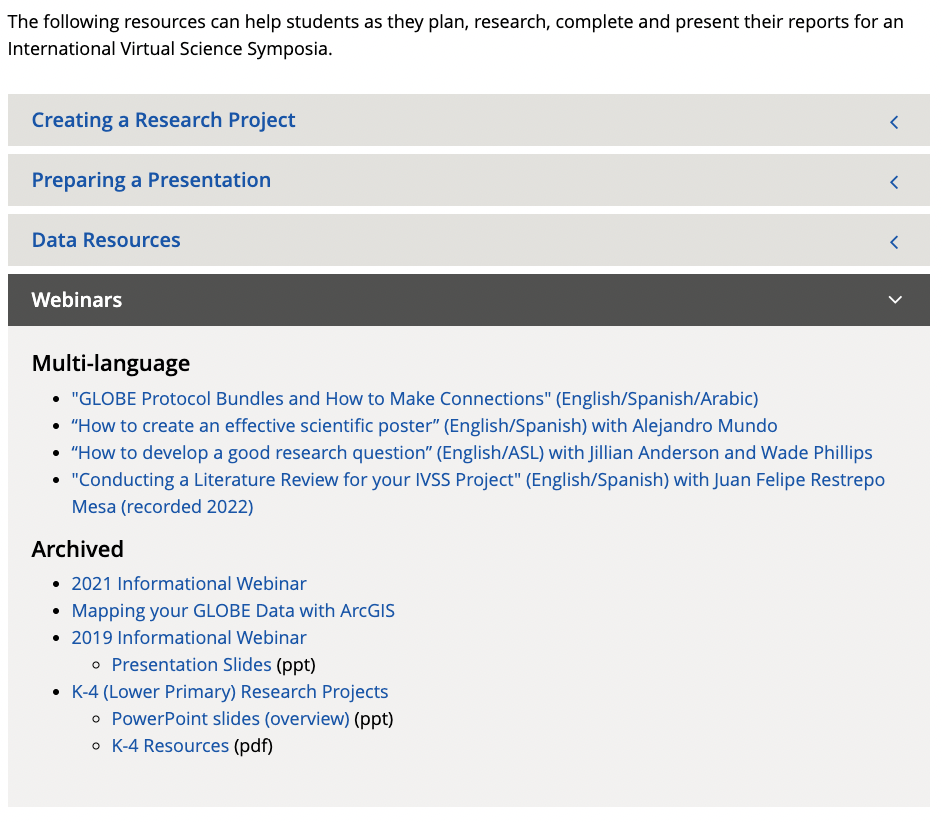 The following resources can help students as they plan, research, complete and present their reports for an
International Virtual Science Symposia.
Creating a Research Project
Preparing a Presentation
Data Resources
Webinars
Multi-language
"GLOBE Protocol Bundles and How to Make Connections" (English/Spanish/Arabic)
“How to create an effective scientific poster” (English/Spanish) with Alejandro Mundo
“How to develop a good research question” (English/ASL) with Jillian Anderson and Wade Phillips
"Conducting a Literature Review for your IVSS Project" (English/Spanish) with Juan Felipe Restrepo
Mesa (recorded 2022)
Archived
2021 Informational Webinar
Mapping your GLOBE Data with ArcGIS
2019 Informational Webinar
Presentation Slides (ppt)
K-4 (Lower Primary) Research Projects
PowerPoint slides (overview) (ppt)
K-4 Resources (pdf)